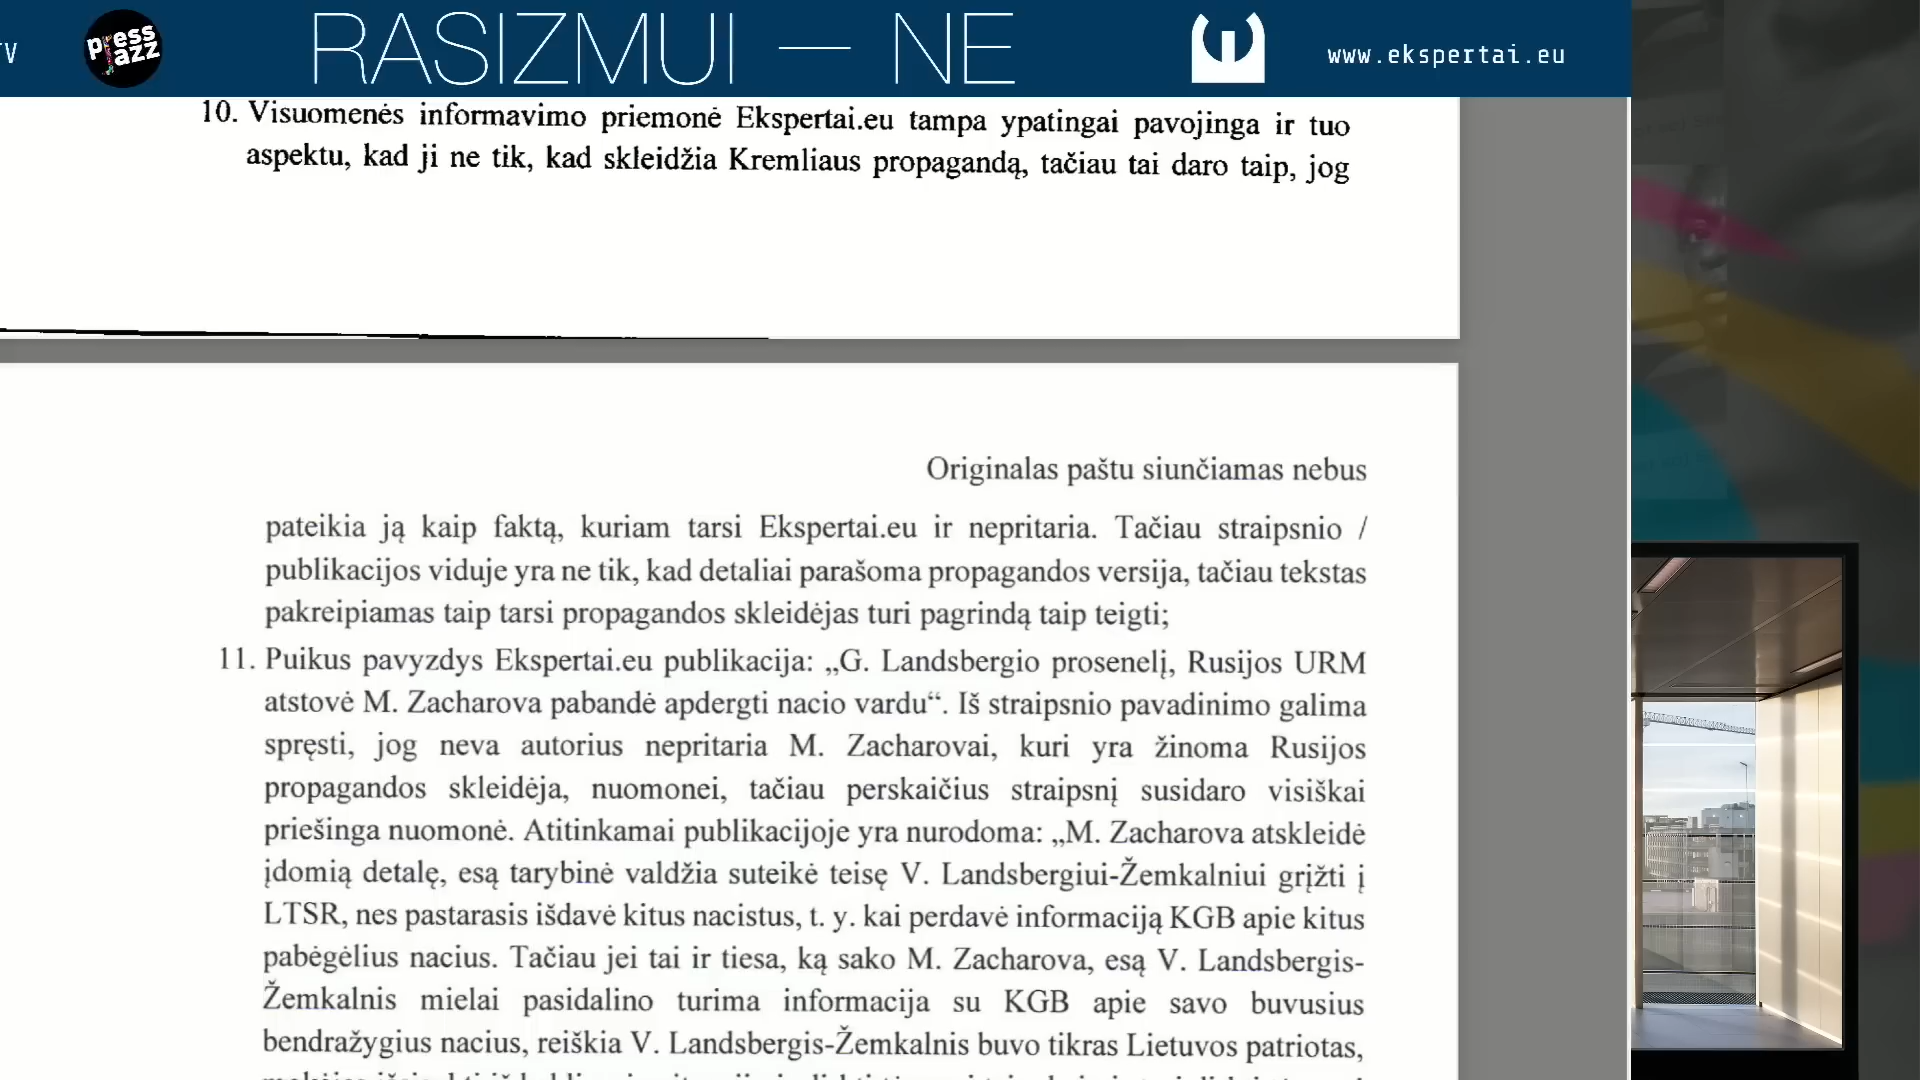 TV
press jazz
RASIZMUI — NE
www.ekspertai.eu
10. Visuomenės informavimo priemonė Ekspertai.eu tampa ypatingai pavojinga ir tuo
aspektu, kad ji ne tik, kad skleidžia Kremliaus propagandą, tačiau tai daro taip, jog
Originalas paštu siunčiamas nebus
pateikia ją kaip faktą, kuriam tarsi Ekspertai.eu ir nepritaria. Tačiau straipsnio /
publikacijos viduje yra ne tik, kad detaliai parašoma propagandos versija, tačiau tekstas
pakreipiamas taip tarsi propagandos skleidėjas turi pagrindą taip teigti;
11. Puikus pavyzdys Ekspertai.eu publikacija: „G. Landsbergio prosenelį, Rusijos URM
atstovė M. Zacharova pabandė apdergti nacio vardu“. Iš straipsnio pavadinimo galima
spręsti, jog neva autorius nepritaria M. Zacharovai, kuri yra žinoma Rusijos
propagandos skleidėja, nuomonei, tačiau perskaičius straipsnį susidaro visiškai
priešinga nuomonė. Atitinkamai publikacijoje yra nurodoma: „M. Zacharova atskleidė
įdomią detalę, esą tarybinė valdžia suteikė teisę V. Landsbergiui-Žemkalniui grįžti į
LTSR, nes pastarasis išdavė kitus nacistus, t. y. kai perdavė informaciją KGB apie kitus
pabėgėlius nacius. Tačiau jei tai ir tiesa, ką sako M. Zacharova, esą V. Landsbergis-
Žemkalnis mielai pasidalino turima informacija su KGB apie savo buvusius
bendražygius nacius, reiškia V. Landsbergis-Žemkalnis buvo tikras Lietuvos patriotas,